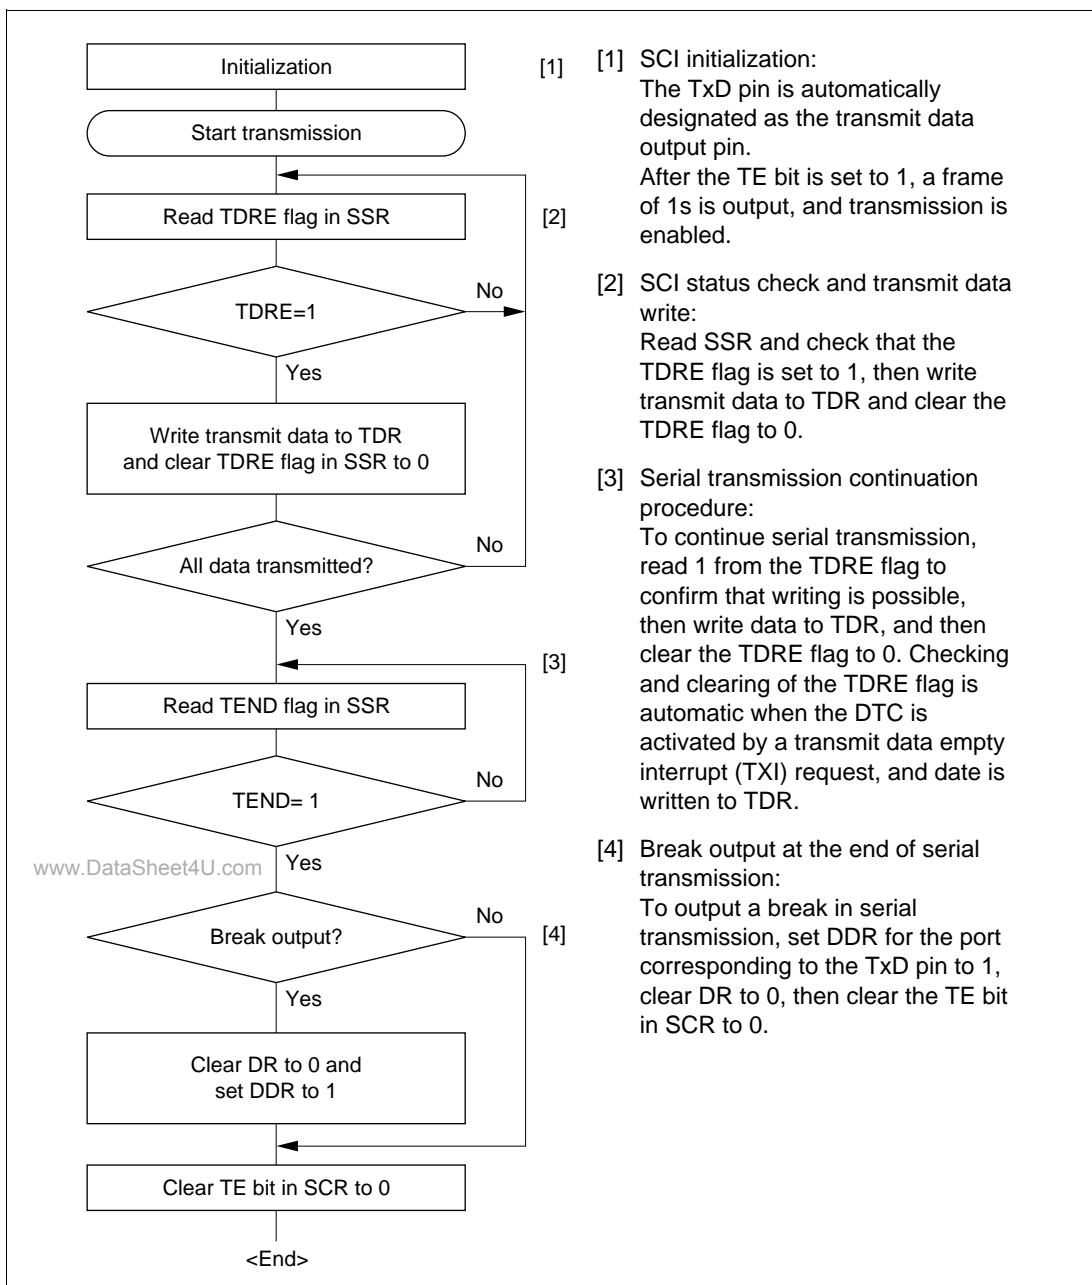 Initialization
[1]
Start transmission
Read TDRE flag in SSR
[2]
TDRE=1
No
Yes
Write transmit data to TDR
and clear TDRE flag in SSR to 0
All data transmitted?
No
Yes
[3]
Read TEND flag in SSR
TEND= 1
No
Yes
www.DataSheet4U.com
Break output?
No
[4]
Yes
Clear DR to 0 and
set DDR to 1
Clear TE bit in SCR to 0
<End>
[1] SCI initialization:
The TxD pin is automatically
designated as the transmit data
output pin.
After the TE bit is set to 1, a frame
of 1s is output, and transmission is
enabled.
[2] SCI status check and transmit data
write:
Read SSR and check that the
TDRE flag is set to 1, then write
transmit data to TDR and clear the
TDRE flag to 0.
[3] Serial transmission continuation
procedure:
To continue serial transmission,
read 1 from the TDRE flag to
confirm that writing is possible,
then write data to TDR, and then
clear the TDRE flag to 0. Checking
and clearing of the TDRE flag is
automatic when the DTC is
activated by a transmit data empty
interrupt (TXI) request, and date is
written to TDR.
[4] Break output at the end of serial
transmission:
To output a break in serial
transmission, set DDR for the port
corresponding to the TxD pin to 1,
clear DR to 0, then clear the TE bit
in SCR to 0.